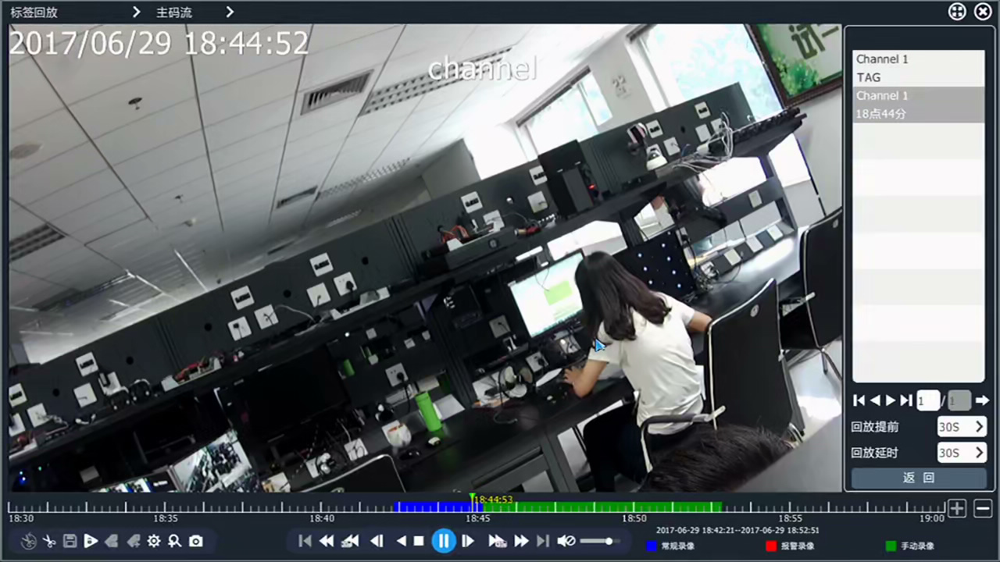 标签回放
主码流
2017/06/29 18:44:52
channel
试一
Channel 1
TAG
Channel 1
18点44分
1 / 1
回放提前
30S
回放延时
30S
返 回
18:44:53
18:30
18:35
18:40
18:45
18:50
18:55
19:00
2017-06-29 18:42:21--2017-06-29 18:52:51
常规录像
报警录像
手动录像